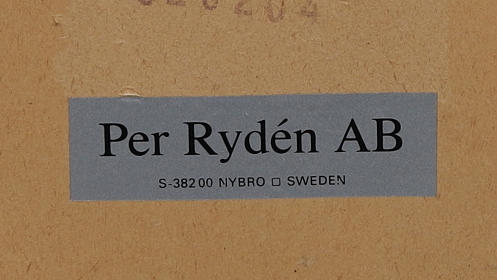 Per Rydén AB
S-382 00 NYBRO □ SWEDEN